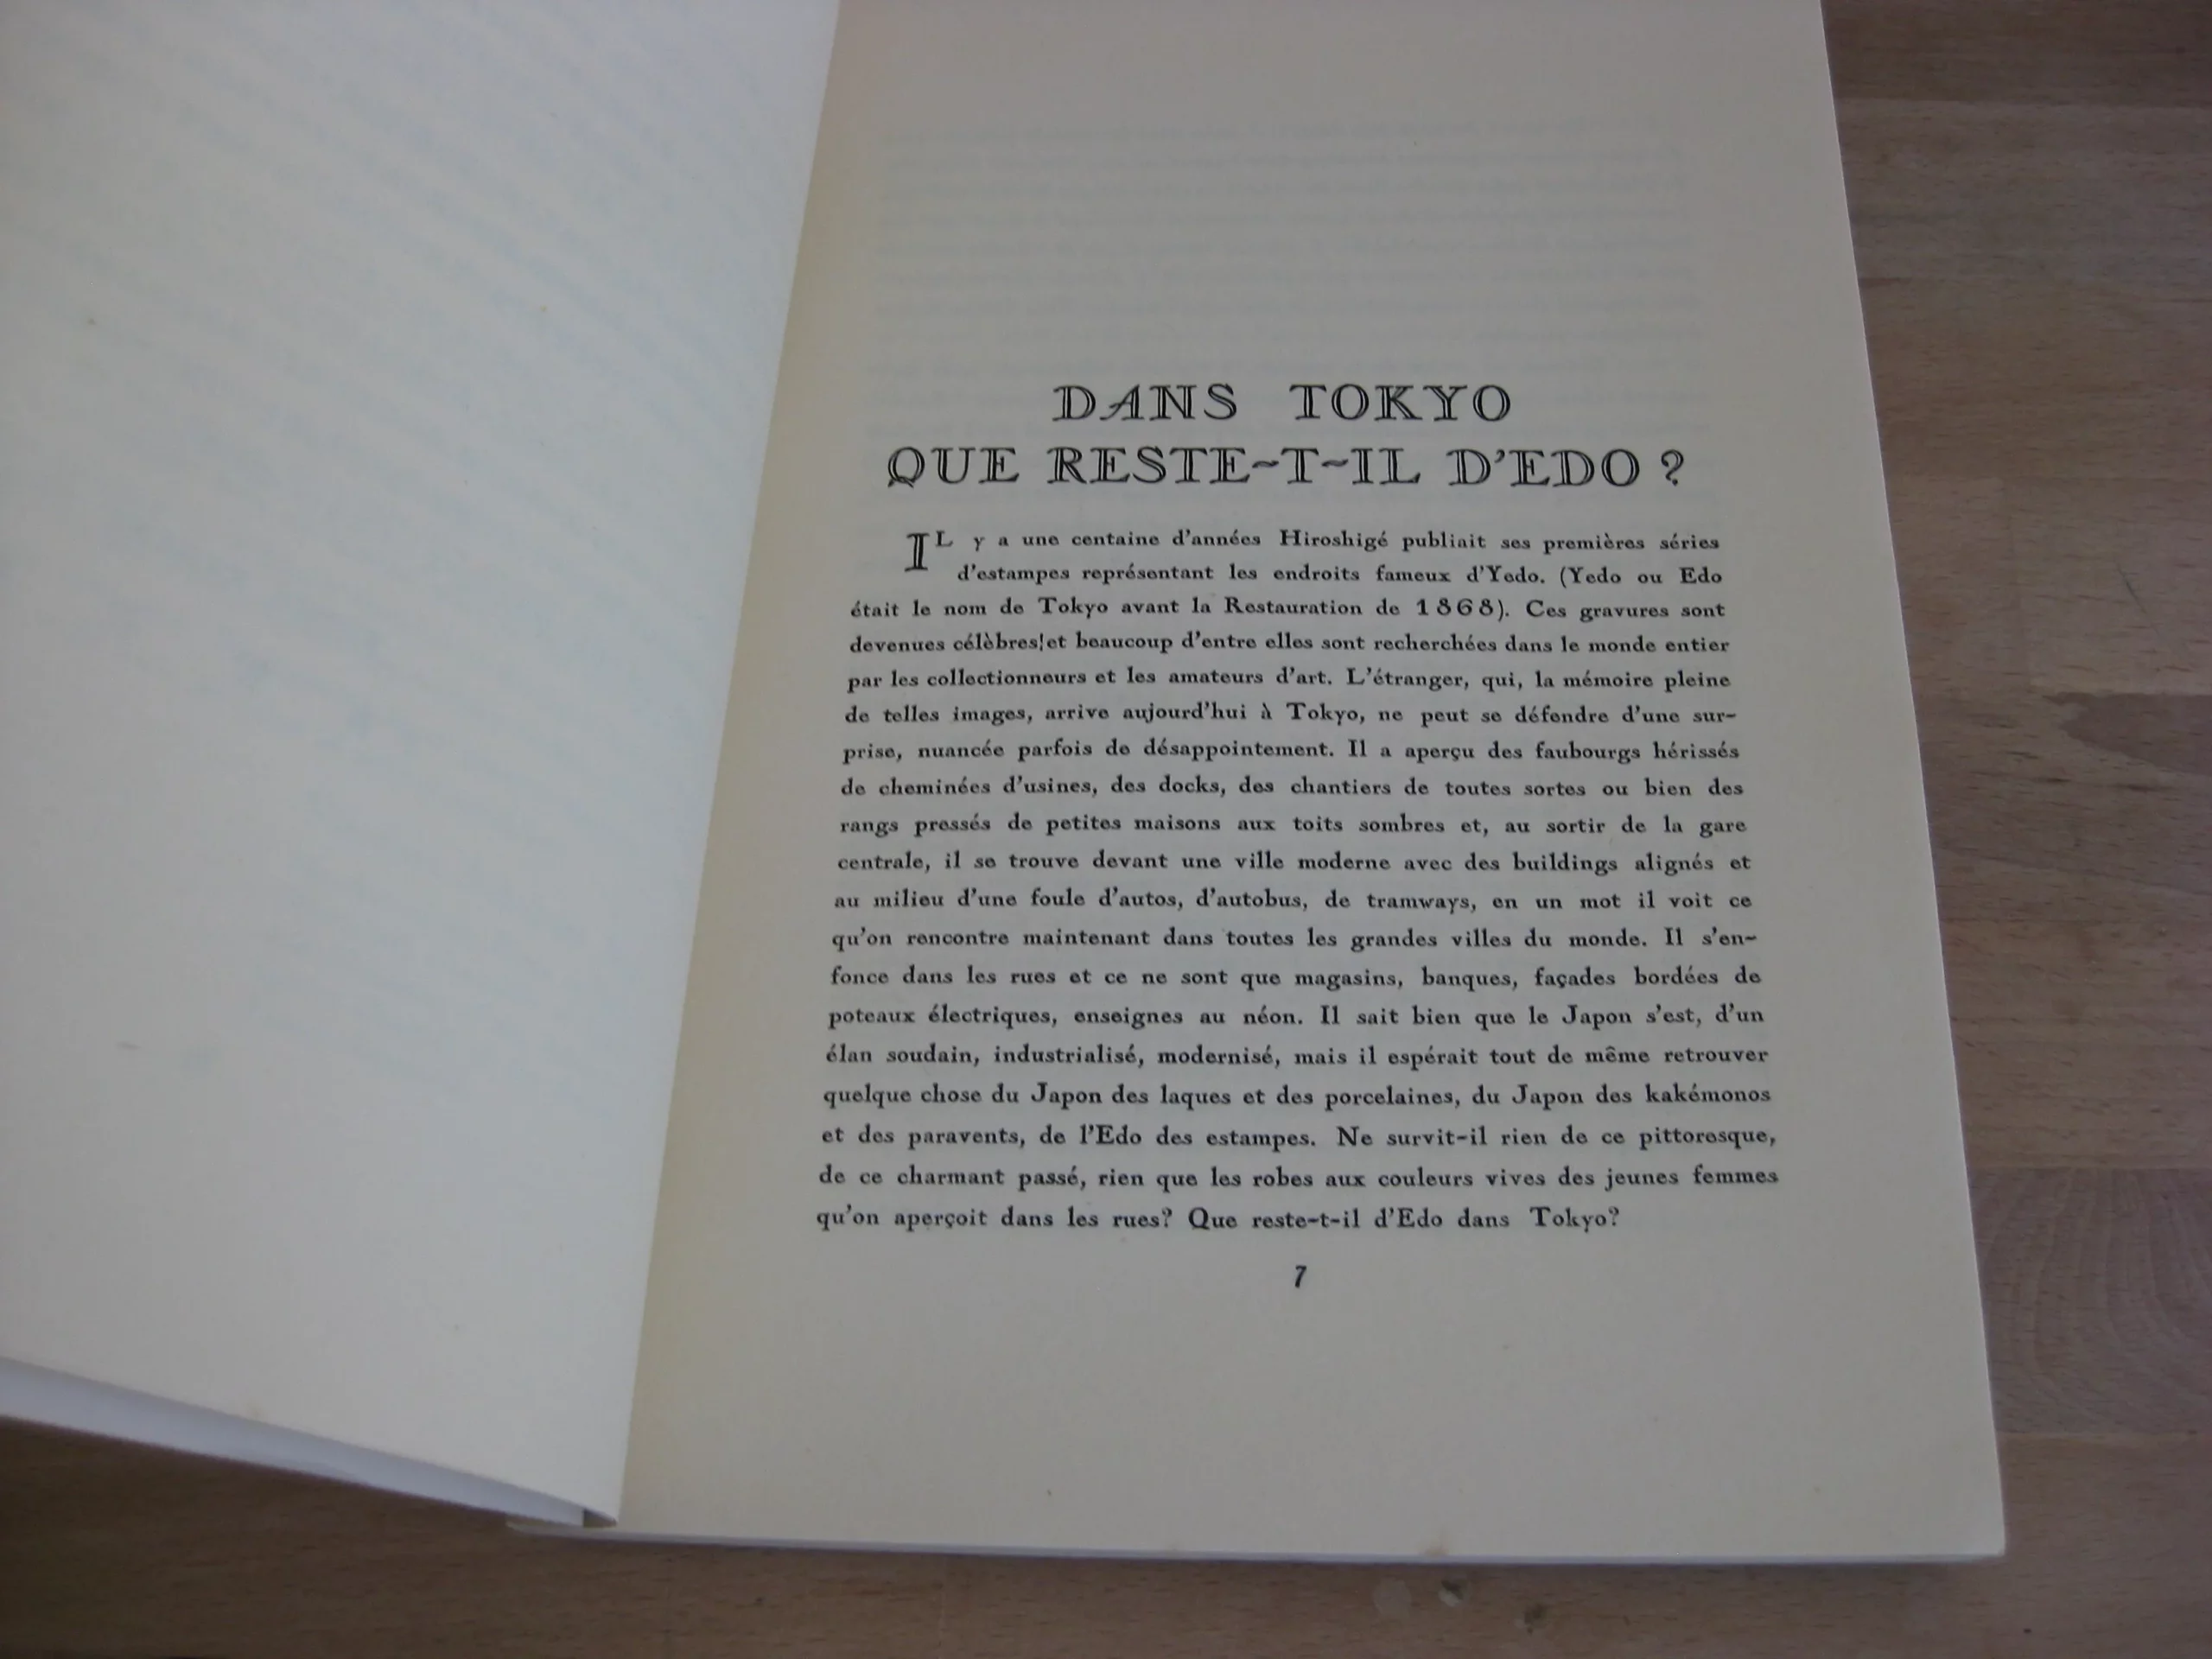 DANS TOKYO
QUE RESTE-T-IL D'EDO ?
IL y a une centaine d'années Hiroshigé publiait ses premières séries
d'estampes représentant les endroits fameux d'Yedo. (Yedo ou Edo
était le nom de Tokyo avant la Restauration de 1868). Ces gravures sont
devenues célèbres¦et beaucoup d'entre elles sont recherchées dans le monde entier
par les collectionneurs et les amateurs d'art. L'étranger, qui, la mémoire pleine
de telles images, arrive aujourd'hui à Tokyo, ne peut se défendre d'une sur-
prise, nuancée parfois de désappointement. Il a aperçu des faubourgs hérissés
de cheminées d'usines, des docks, des chantiers de toutes sortes ou bien des
rangs pressés de petites maisons aux toits sombres et, au sortir de la gare
centrale, il se trouve devant une ville moderne avec des buildings alignés et
au milieu d'une foule d'autos, d'autobus, de tramways, en un mot il voit ce
qu'on rencontre maintenant dans toutes les grandes villes du monde. Il s'en-
fonce dans les rues et ce ne sont que magasins, banques, façades bordées de
poteaux électriques, enseignes au néon. Il sait bien que le Japon s'est, d'un
élan soudain, industrialisé, modernisé, mais il espérait tout de même retrouver
quelque chose du Japon des laques et des porcelaines, du Japon des kakémonos
et des paravents, de l'Edo des estampes. Ne survit-il rien de ce pittoresque,
de ce charmant passé, rien que les robes aux couleurs vives des jeunes femmes
qu'on aperçoit dans les rues? Que reste-t-il d'Edo dans Tokyo?
7